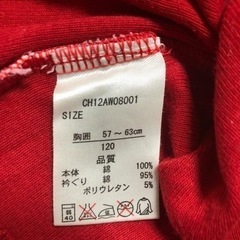 CH12AW08001
SIZE
胸囲 57～63cm
120
品質
本体 綿 100%
衿ぐり 綿 95%
ポリウレタン 5%
40